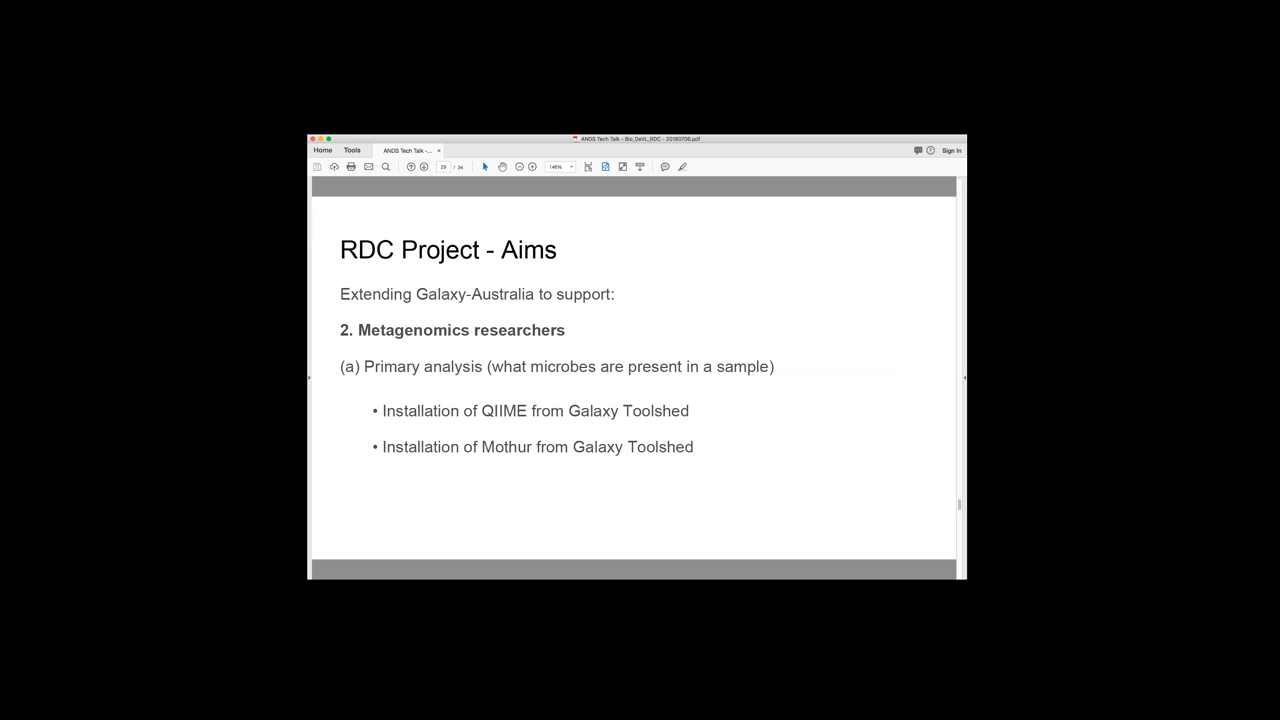 ANDS Tech Talk - Bio_DeVL_RDC - 20180706.pdf
Home Tools ANDS Tech Talk -... × Sign In
29 / 34 146%
RDC Project - Aims
Extending Galaxy-Australia to support:
2. Metagenomics researchers
(a) Primary analysis (what microbes are present in a sample)
• Installation of QIIME from Galaxy Toolshed
• Installation of Mothur from Galaxy Toolshed